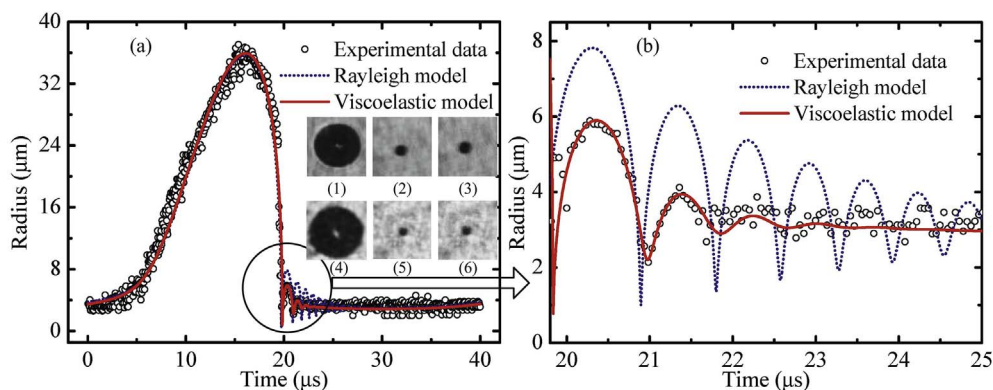 (a)
Experimental data
Rayleigh model
Viscoelastic model
(1) (2) (3)
(4) (5) (6)
Radius (μm)
40
32
24
16
8
0
0 10 20 30 40
Time (μs)
(b)
Experimental data
Rayleigh model
Viscoelastic model
Radius (μm)
8
6
4
2
0
20 21 22 23 24 25
Time (μs)